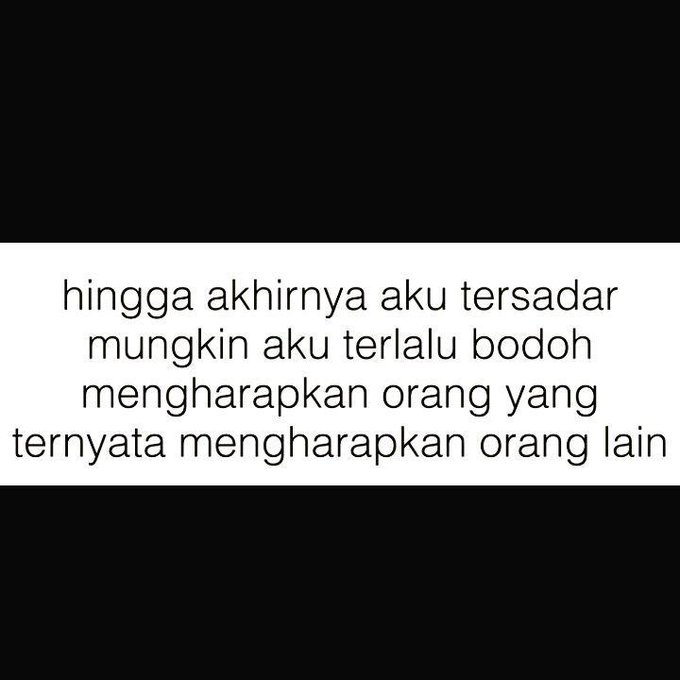 hingga akhirnya aku tersadar
mungkin aku terlalu bodoh
mengharapkan orang yang
ternyata mengharapkan orang lain